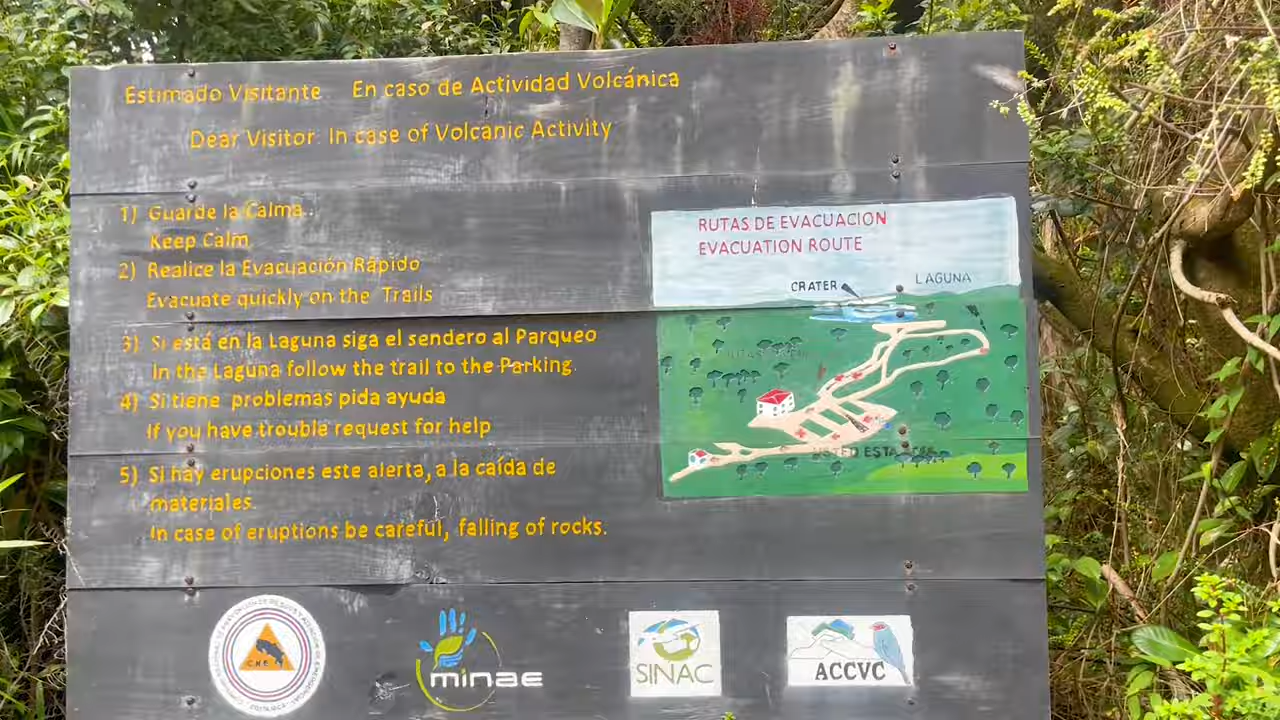 Estimado Visitante En caso de Actividad Volcánica
Dear Visitor In case of Volcanic Activity
1) Guarde la Calma.
Keep Calm
2) Realice la Evacuación Rápido
Evacuate quickly on the Trails
3) Si está en la Laguna siga el sendero al Parqueo
In the Laguna follow the trail to the Parking.
4) Si tiene problemas pida ayuda
If you have trouble request for help
5) Si hay erupciones este alerta, a la caída de
materiales.
In case of eruptions be careful, falling of rocks.
RUTAS DE EVACUACION
EVACUATION ROUTE
CRATER
LAGUNA
USTED ESTA
C.N.E.
minae
SINAC
ACCVC